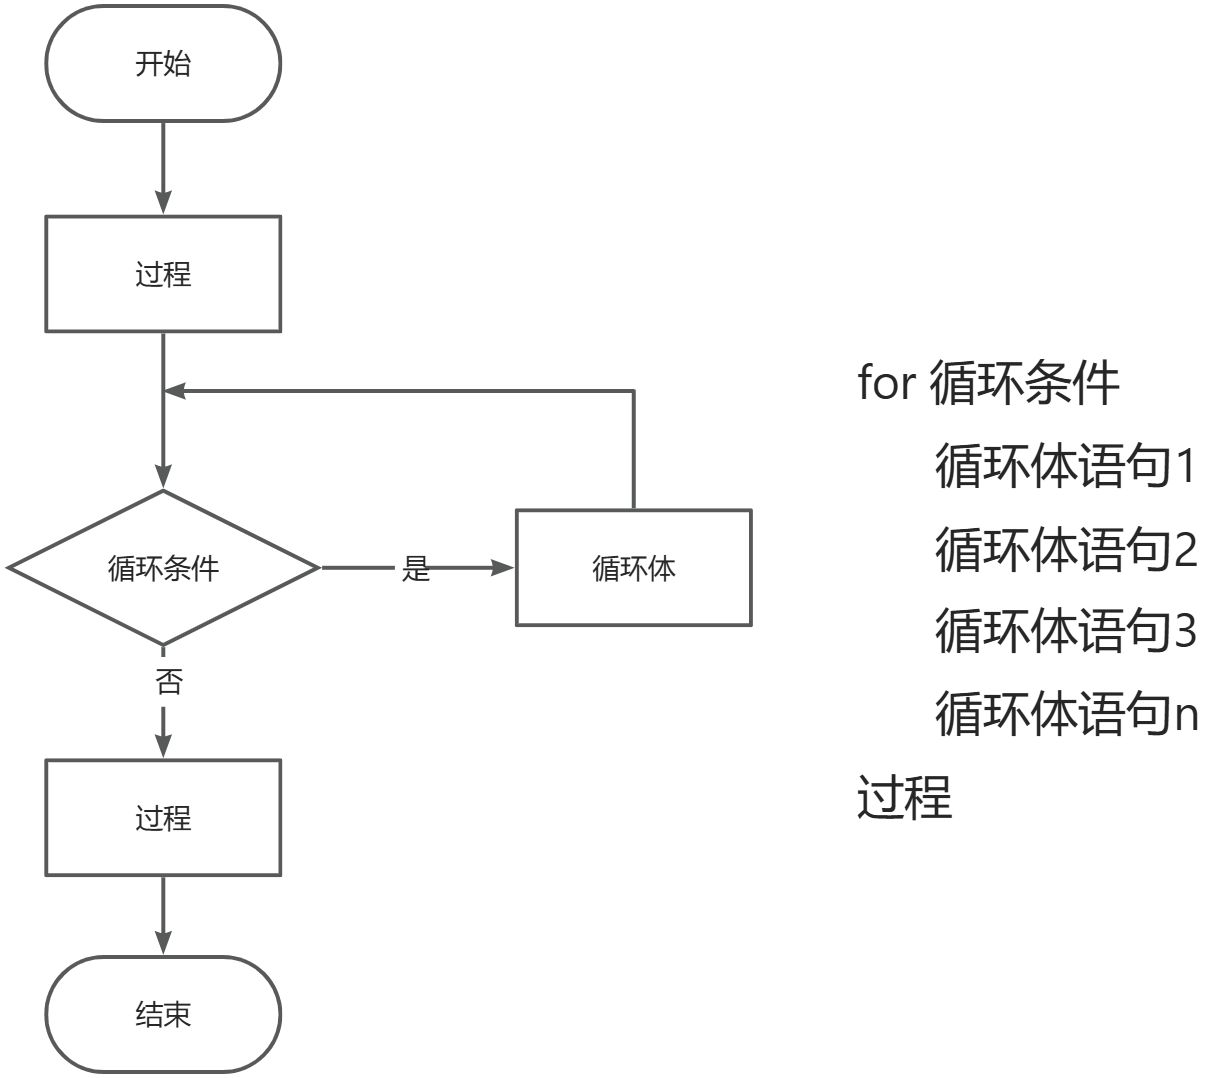 开始
过程
循环条件
是
循环体
否
过程
结束
for 循环条件
循环体语句1
循环体语句2
循环体语句3
循环体语句n
过程